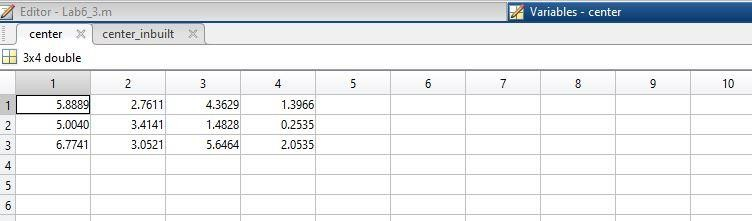 Editor - Lab6_3.m Variables - center
center center_inbuilt
3x4 double
1 2 3 4 5 6 7 8 9 10
1 5.8889 2.7611 4.3629 1.3966
2 5.0040 3.4141 1.4828 0.2535
3 6.7741 3.0521 5.6464 2.0535
4
5
6